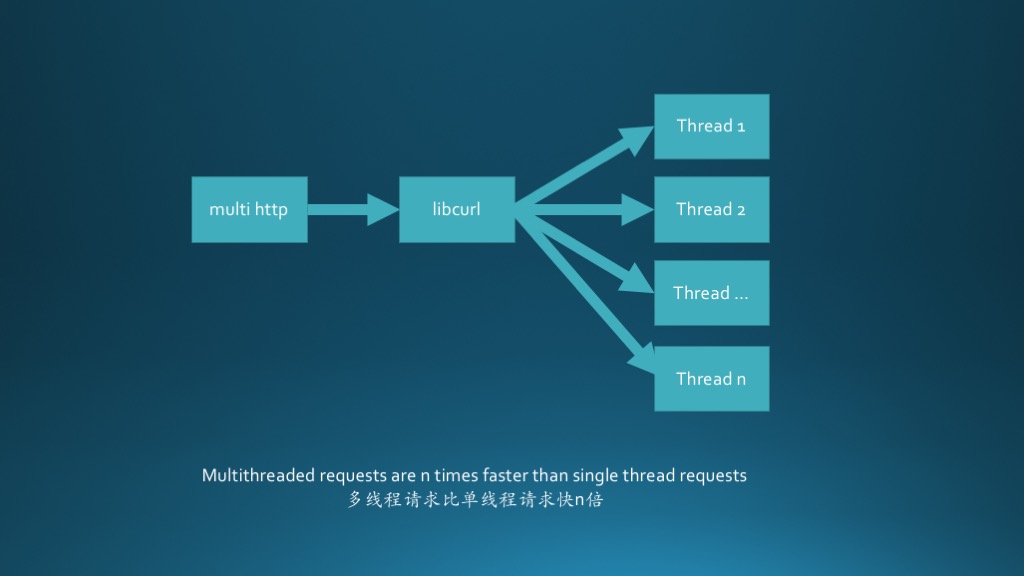 multi http
libcurl
Thread 1
Thread 2
Thread ...
Thread n
Multithreaded requests are n times faster than single thread requests
多线程请求比单线程请求快n倍